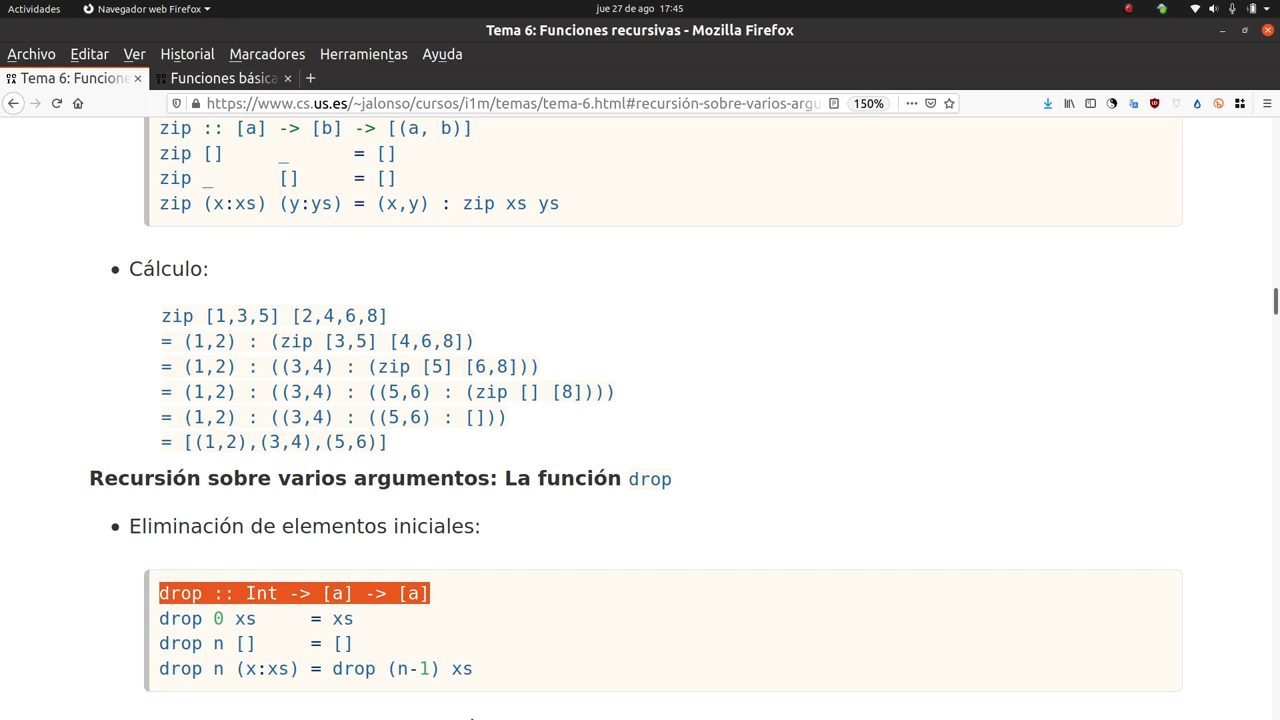 Actividades Navegador web Firefox jue 27 de ago 17:45
Tema 6: Funciones recursivas - Mozilla Firefox
Archivo Editar Ver Historial Marcadores Herramientas Ayuda
Tema 6: Funcione Funciones básica
https://www.cs.us.es/~jalonso/cursos/i1m/temas/tema-6.html#recursión-sobre-varios-argu 150%
zip :: [a] -> [b] -> [(a, b)]
zip [] _ = []
zip _ [] = []
zip (x:xs) (y:ys) = (x,y) : zip xs ys
• Cálculo:
zip [1,3,5] [2,4,6,8]
= (1,2) : (zip [3,5] [4,6,8])
= (1,2) : ((3,4) : (zip [5] [6,8]))
= (1,2) : ((3,4) : ((5,6) : (zip [] [8])))
= (1,2) : ((3,4) : ((5,6) : []))
= [(1,2),(3,4),(5,6)]
Recursión sobre varios argumentos: La función drop
• Eliminación de elementos iniciales:
drop :: Int -> [a] -> [a]
drop 0 xs = xs
drop n [] = []
drop n (x:xs) = drop (n-1) xs